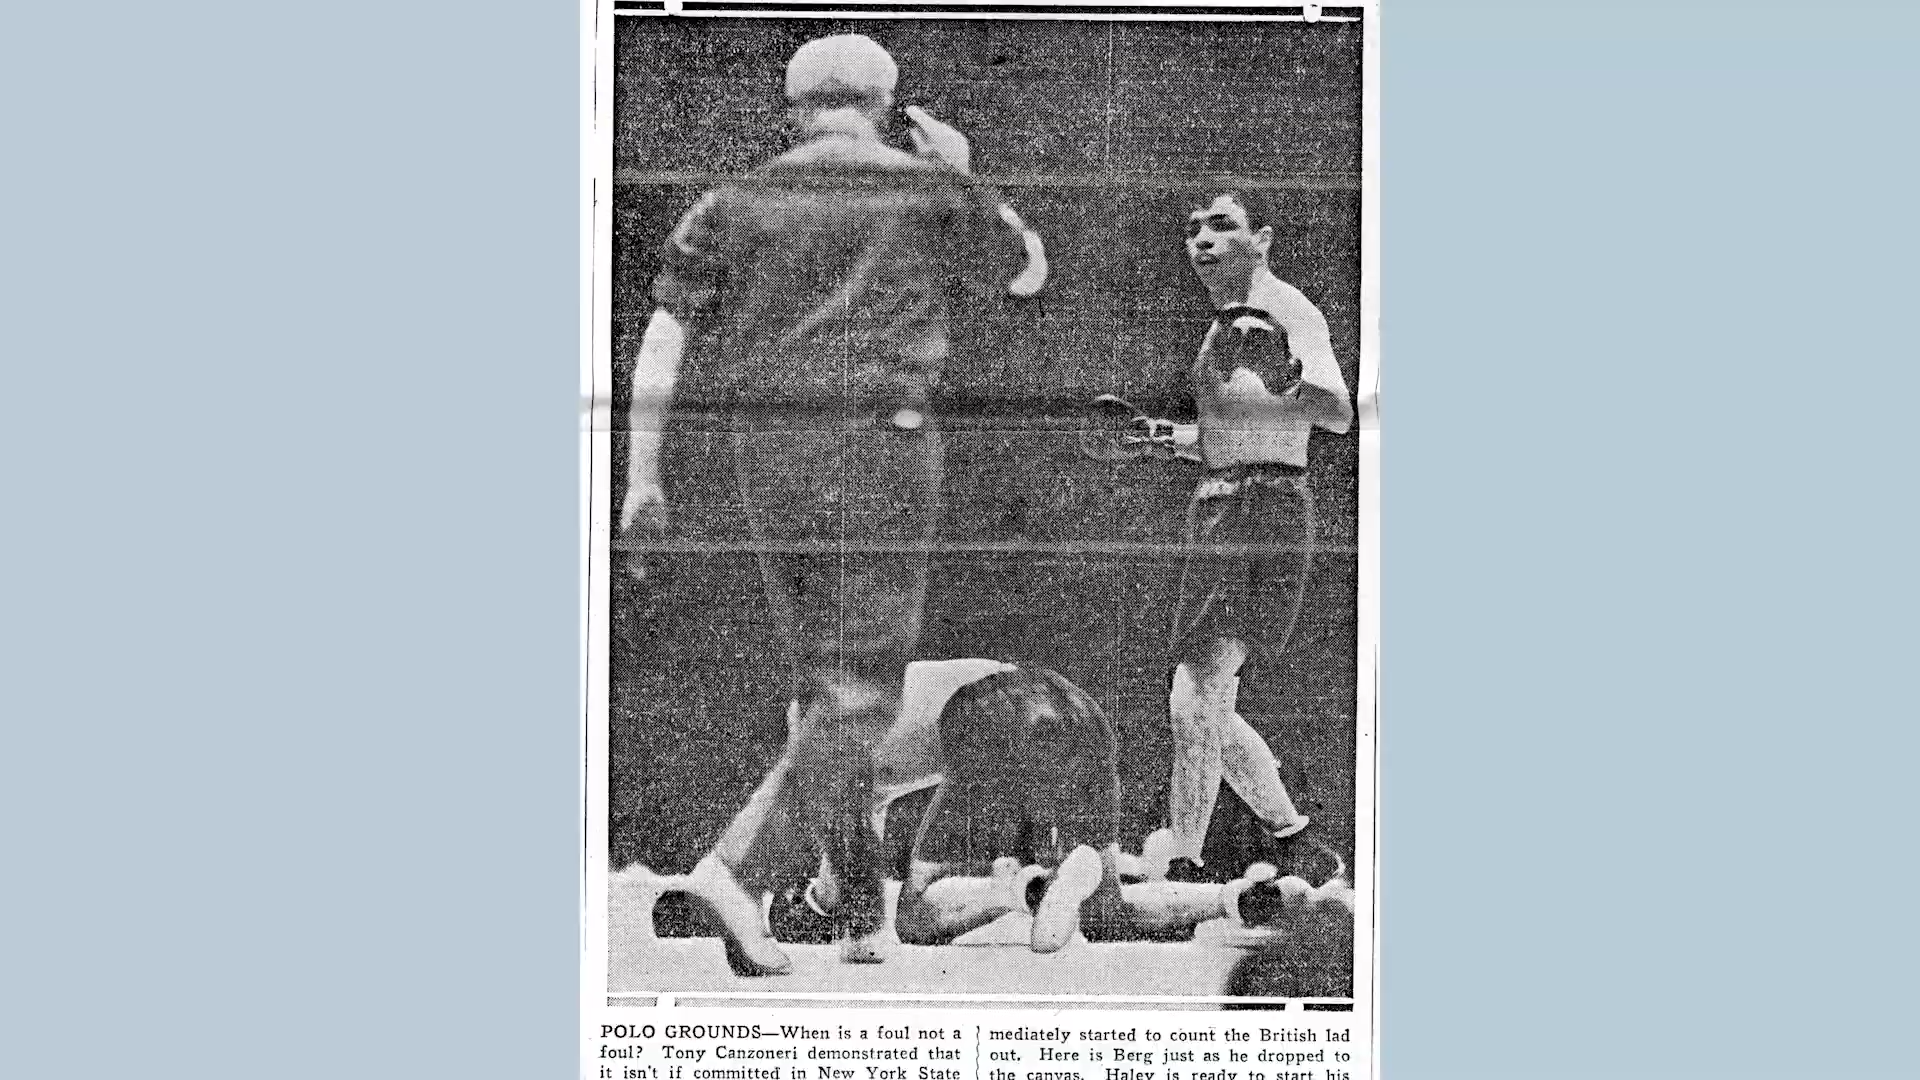 POLO GROUNDS—When is a foul not a
foul? Tony Canzoneri demonstrated that
it isn't if committed in New York State
mediately started to count the British lad
out. Here is Berg just as he dropped to
the canvas. Haley is ready to start his